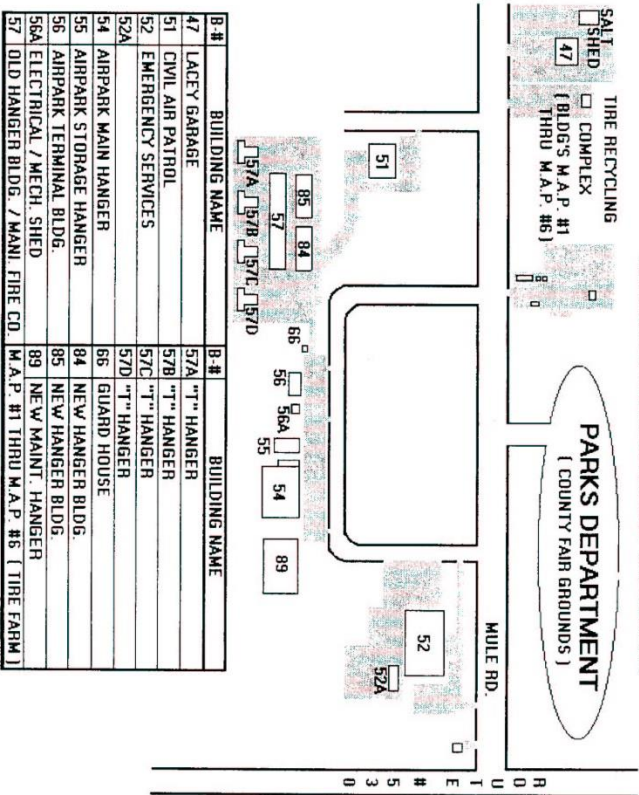 SALT
SHED
47
TIRE RECYCLING
COMPLEX
( BLDG'S M.A.P. #1
THRU M.A.P. #6 )
PARKS DEPARTMENT
( COUNTY FAIR GROUNDS )
MULE RD.
ROUTE # 530
51
85
84
57
57A
57B
57C
57D
66
56
56A
55
54
89
52
52A
B-# BUILDING NAME B-# BUILDING NAME
47 LACEY GARAGE 57A "T" HANGER
51 CIVIL AIR PATROL 57B "T" HANGER
52 EMERGENCY SERVICES 57C "T" HANGER
52A 57D "T" HANGER
54 AIRPARK MAIN HANGER 66 GUARD HOUSE
55 AIRPARK STORAGE HANGER 84 NEW HANGER BLDG.
56 AIRPARK TERMINAL BLDG. 85 NEW HANGER BLDG.
56A ELECTRICAL / MECH. SHED 89 NEW MAINT. HANGER
57 OLD HANGER BLDG. / MANI. FIRE CO. M.A.P. #1 THRU M.A.P. #6 ( TIRE FARM )